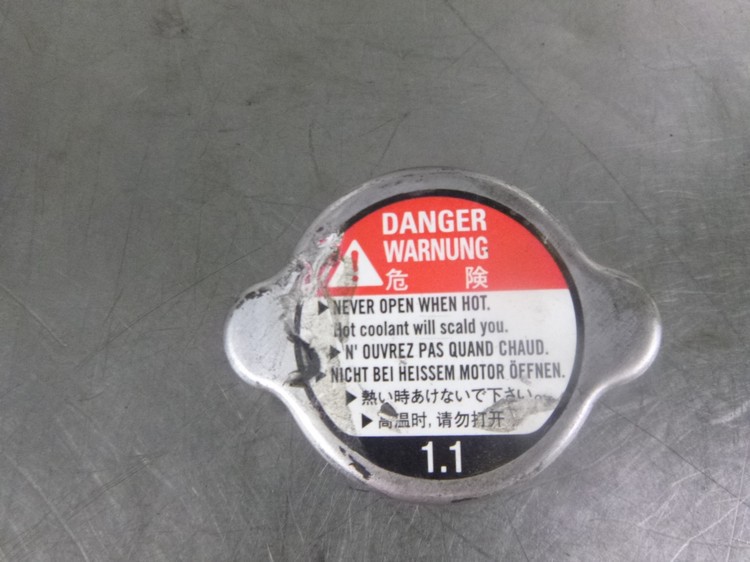 DANGER
WARNUNG
危 険
NEVER OPEN WHEN HOT.
Hot coolant will scald you.
N' OUVREZ PAS QUAND CHAUD.
NICHT BEI HEISSEM MOTOR ÖFFNEN.
熱い時あけないで下さい。
高温时, 请勿打开
1.1